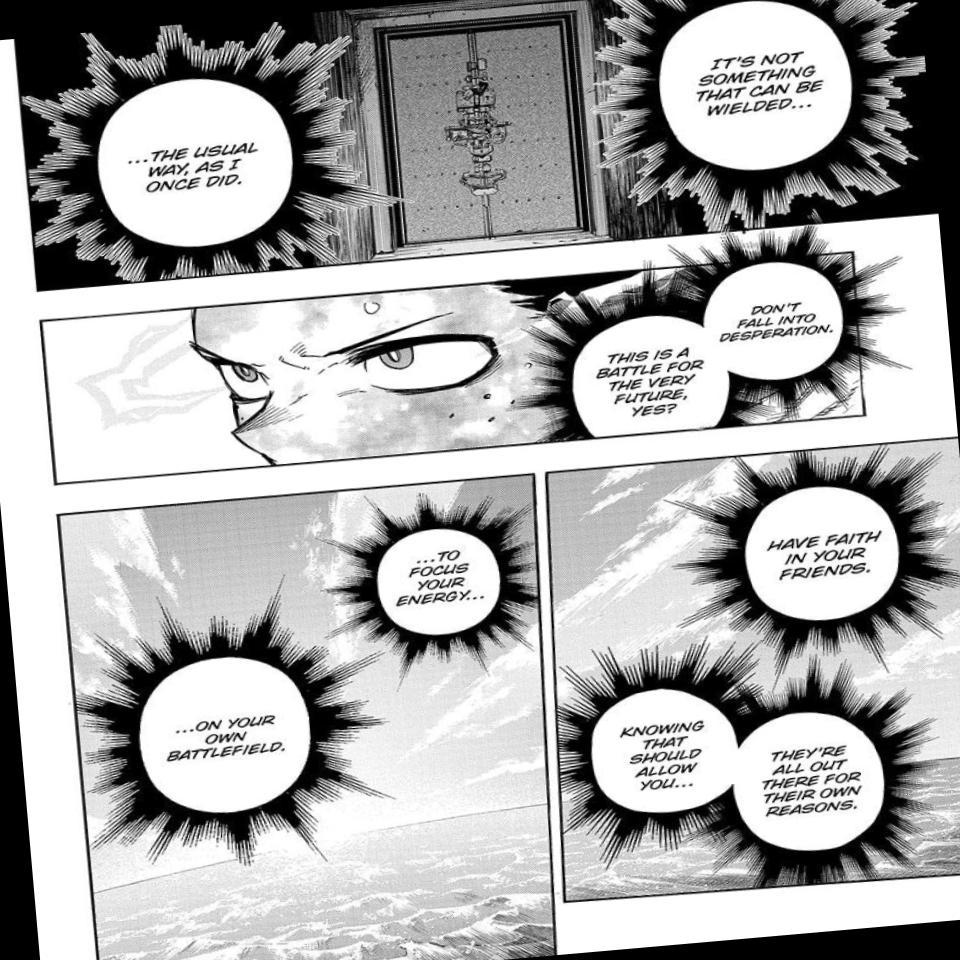 IT'S NOT
SOMETHING
THAT CAN BE
WIELDED...
...THE USUAL
WAY, AS I
ONCE DID.
DON'T
FALL INTO
DESPERATION.
THIS IS A
BATTLE FOR
THE VERY
FUTURE,
YES?
HAVE FAITH
IN YOUR
FRIENDS.
THEY'RE
ALL OUT
THERE FOR
THEIR OWN
REASONS.
KNOWING
THAT
SHOULD
ALLOW
YOU...
...TO
FOCUS
YOUR
ENERGY...
...ON YOUR
OWN
BATTLEFIELD.